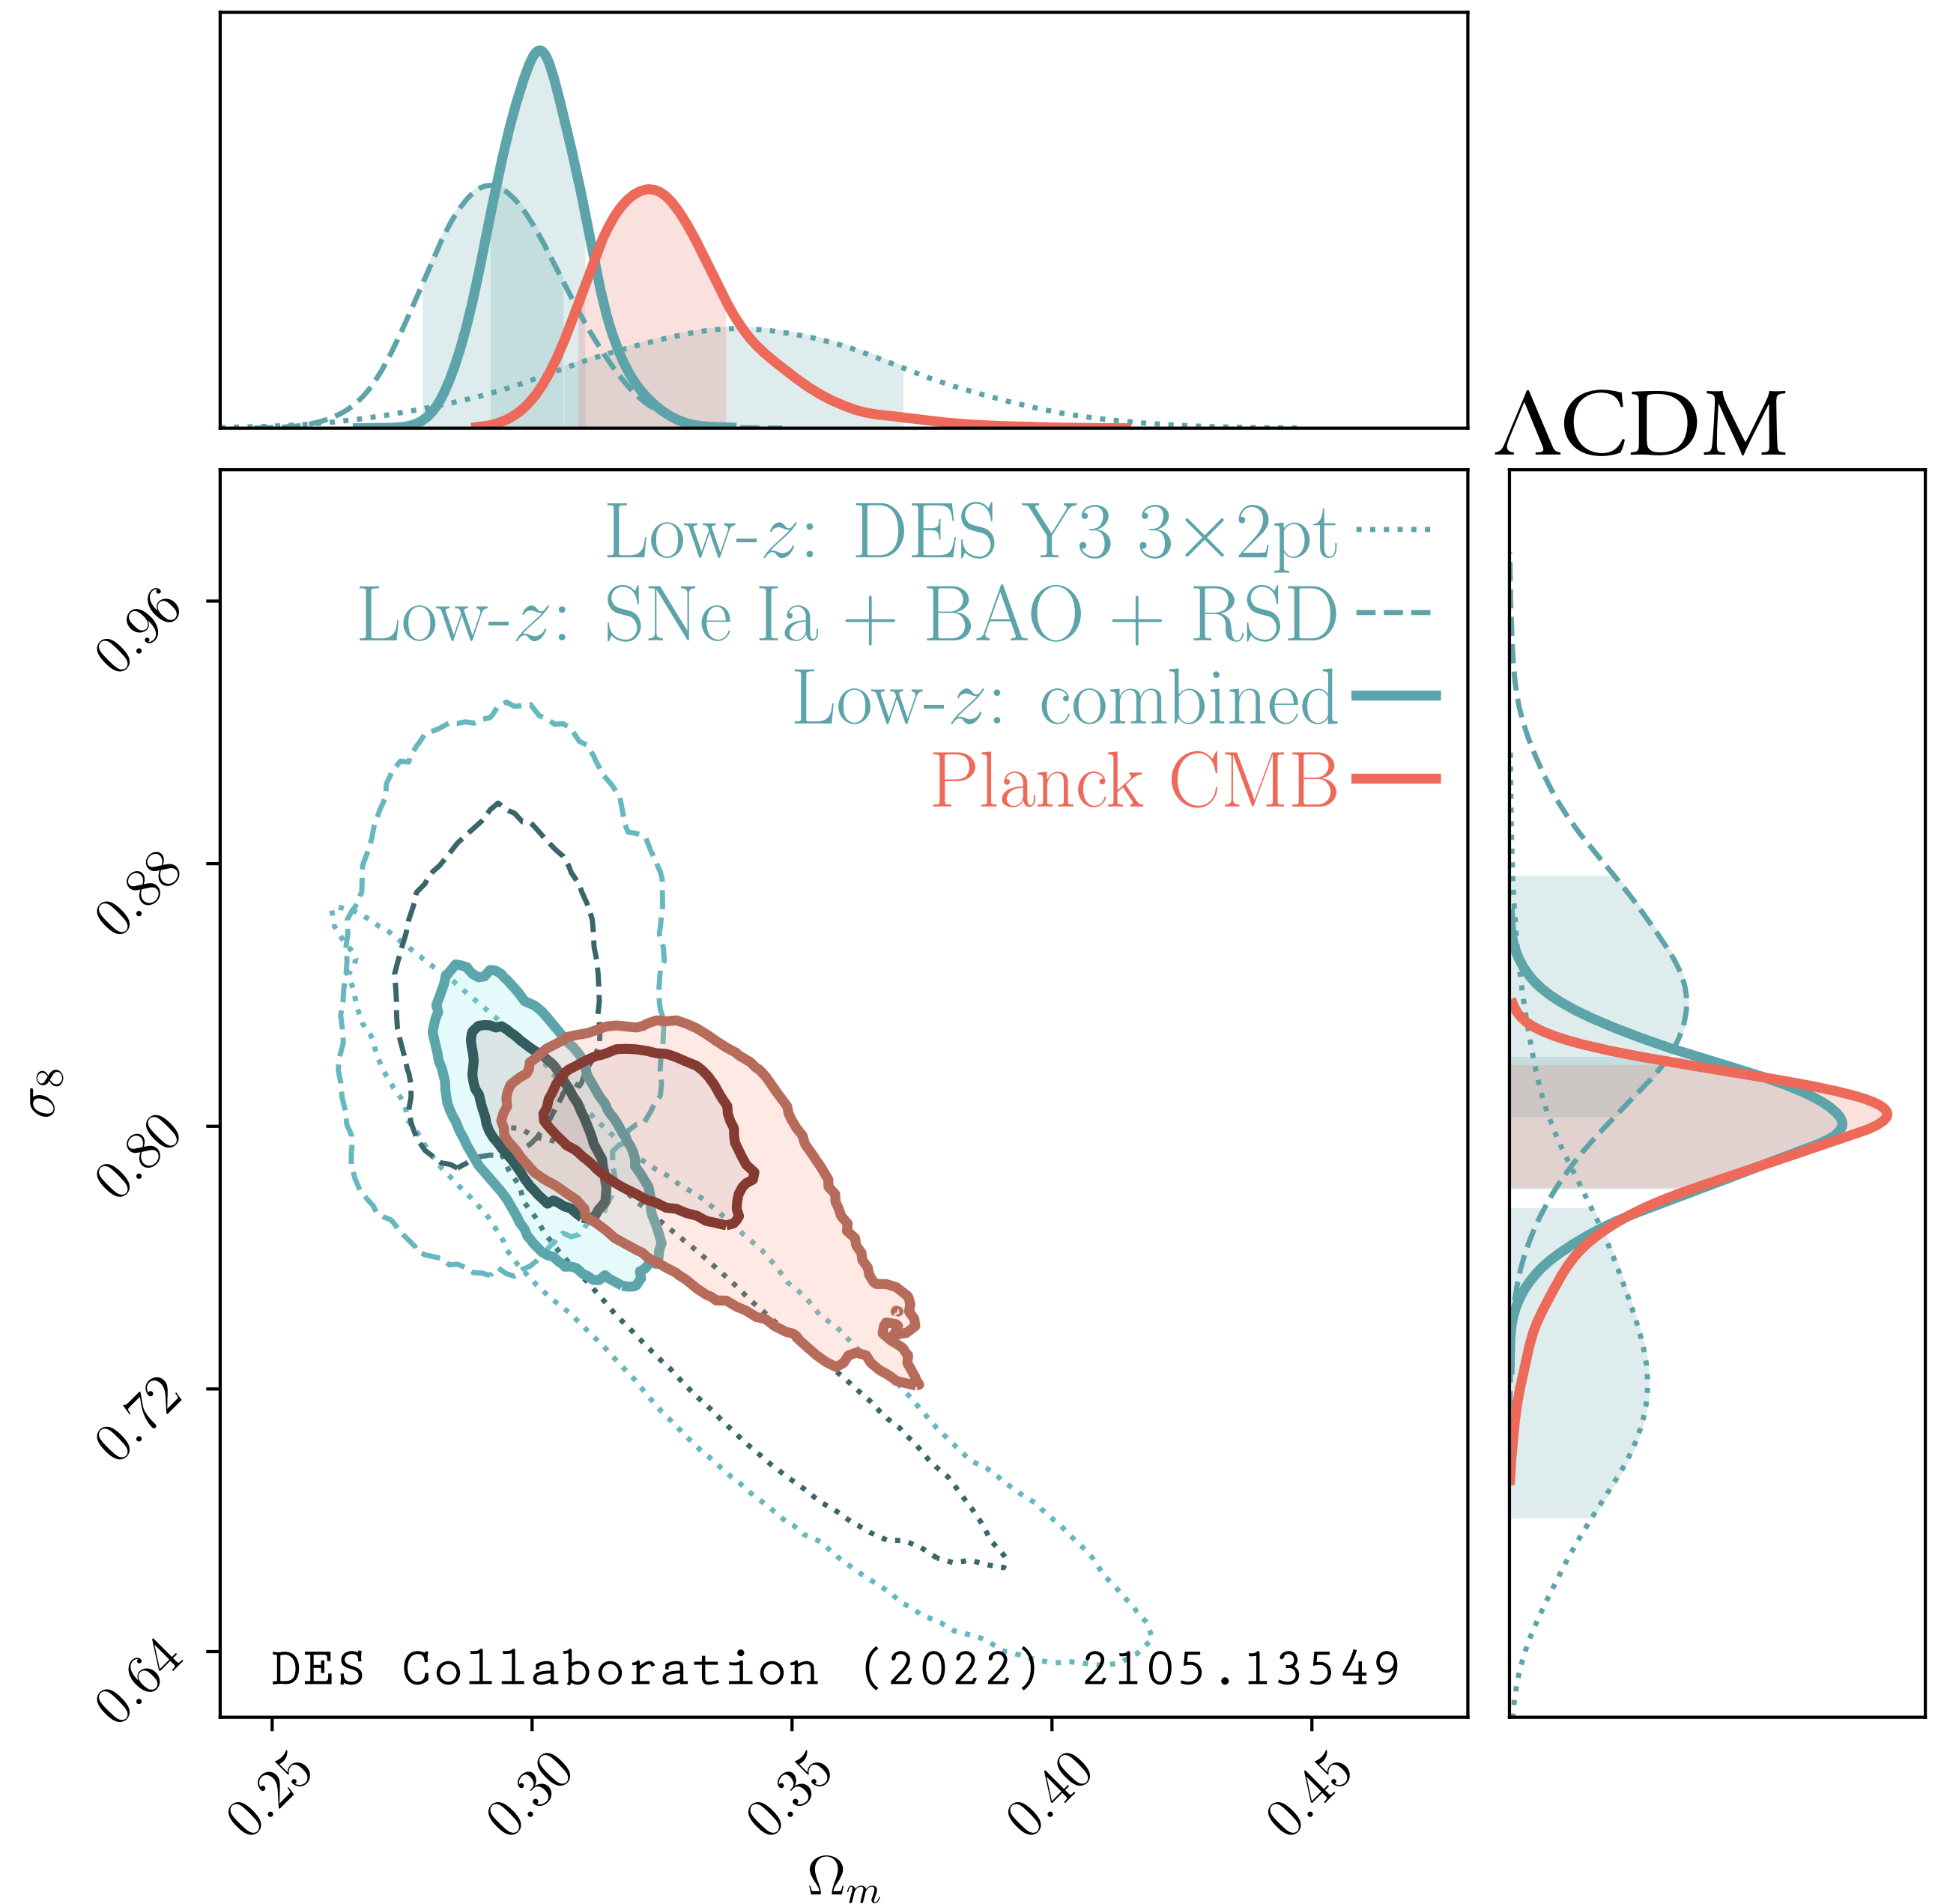 ΛCDM
Low-z: DES Y3 3×2pt
Low-z: SNe Ia + BAO + RSD
Low-z: combined
Planck CMB
0.96
0.88
0.80
0.72
0.64
σ₈
DES Collaboration (2022) 2105.13549
0.25 0.30 0.35 0.40 0.45
Ωₘ